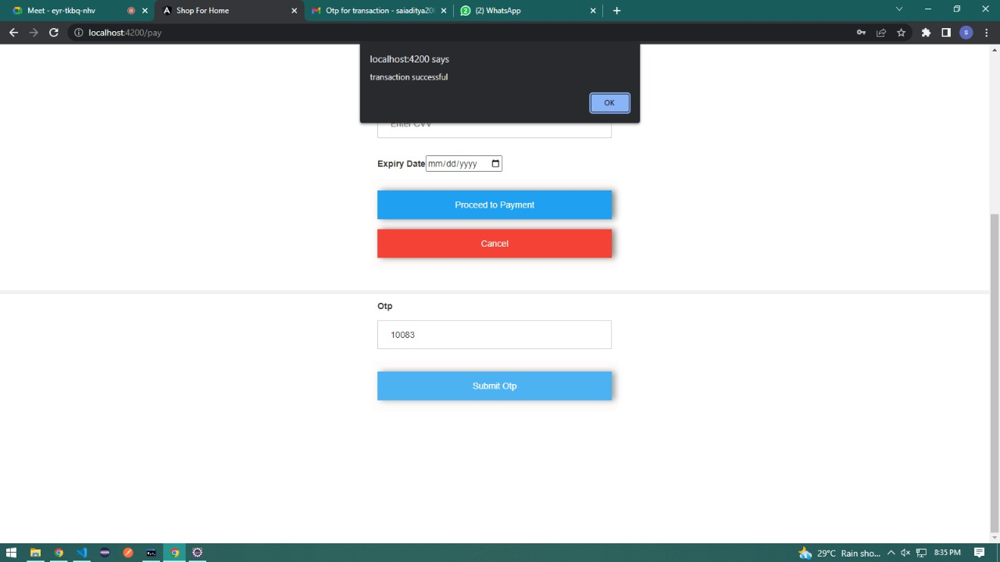 Meet - eyr-tkbq-nhv
Shop For Home
Otp for transaction - saiaditya20
(2) WhatsApp
localhost:4200/pay
S
localhost:4200 says
transaction successful
OK
Enter CVV
Expiry Date mm/dd/yyyy
Proceed to Payment
Cancel
Otp
10083
Submit Otp
29°C Rain sho... 8:35 PM